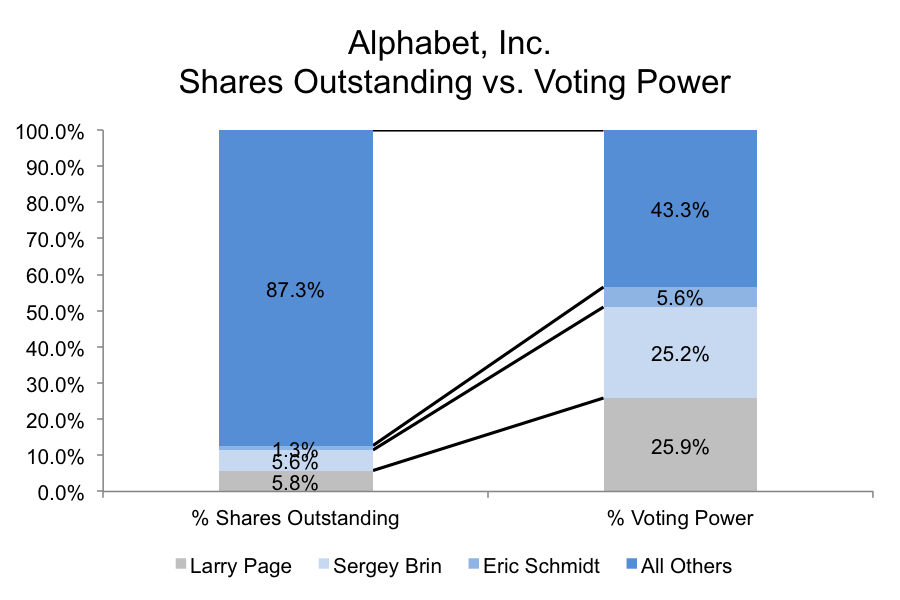 Alphabet, Inc.
Shares Outstanding vs. Voting Power
100.0%
90.0%
80.0%
70.0%
60.0%
50.0%
40.0%
30.0%
20.0%
10.0%
0.0%
87.3%
1.3%
5.6%
5.8%
43.3%
5.6%
25.2%
25.9%
% Shares Outstanding
% Voting Power
Larry Page
Sergey Brin
Eric Schmidt
All Others